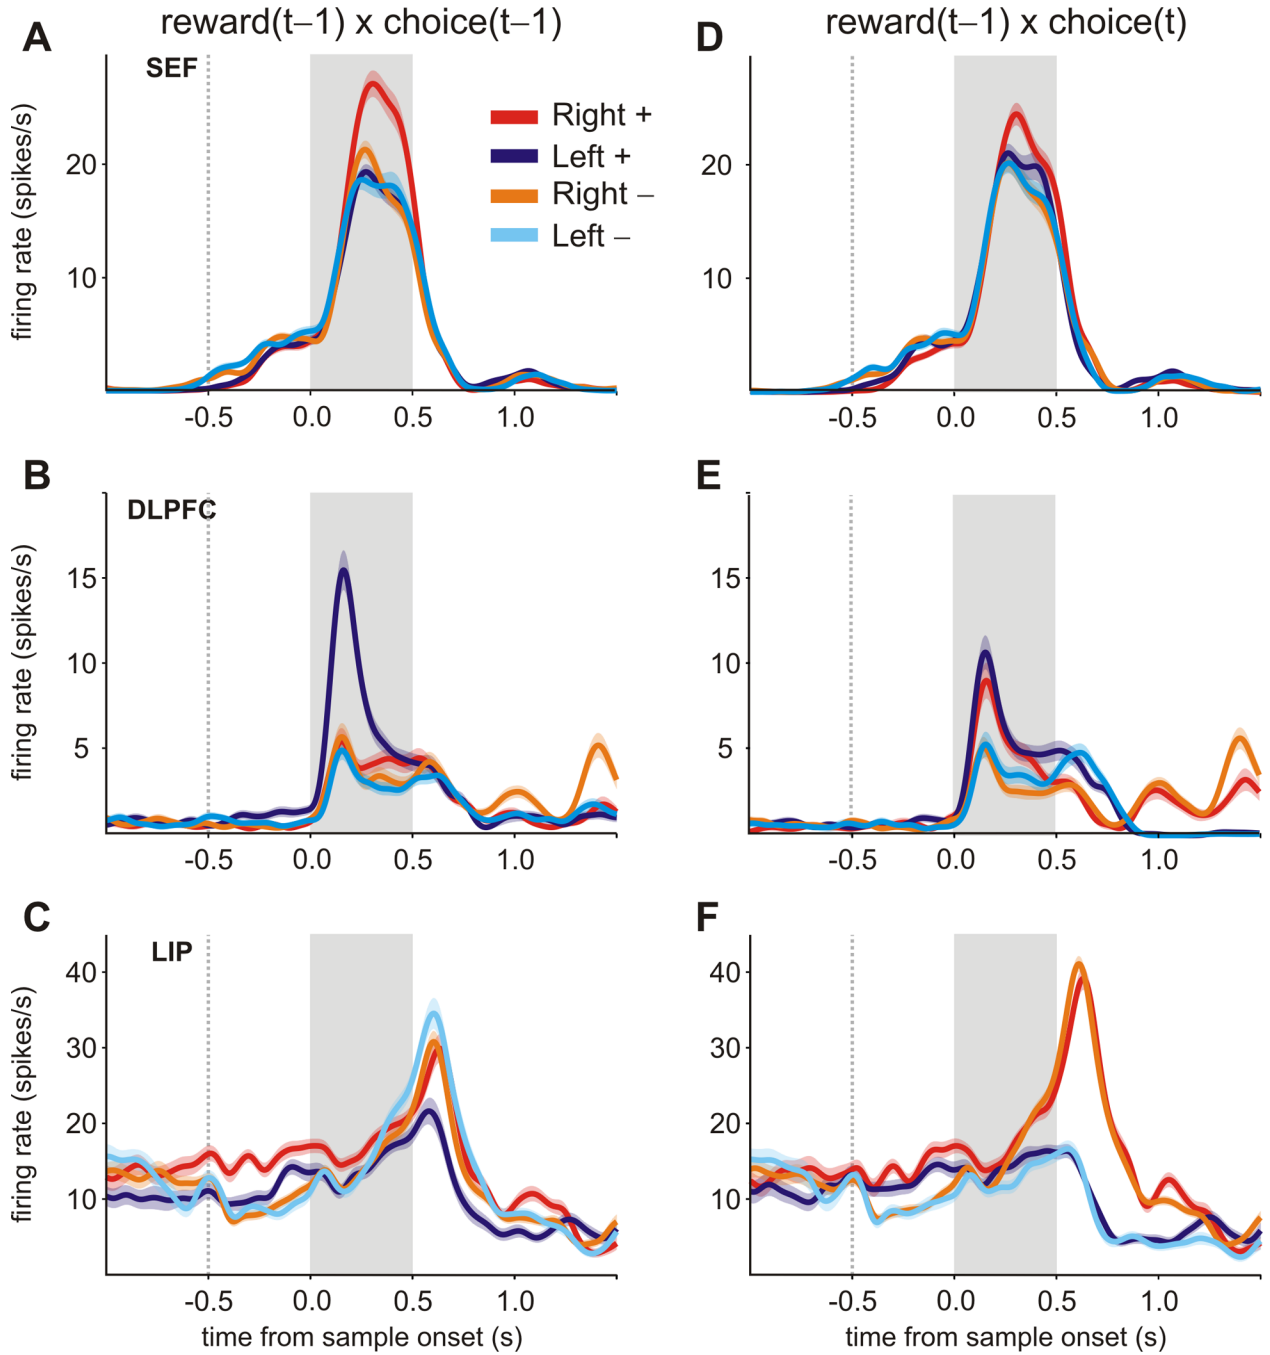 reward(t–1) x choice(t–1)
reward(t–1) x choice(t)
A
SEF
firing rate (spikes/s)
20
10
-0.5 0.0 0.5 1.0
Right +
Left +
Right –
Left –
D
20
10
-0.5 0.0 0.5 1.0
B
DLPFC
firing rate (spikes/s)
15
10
5
-0.5 0.0 0.5 1.0
E
15
10
5
-0.5 0.0 0.5 1.0
C
LIP
firing rate (spikes/s)
40
30
20
10
-0.5 0.0 0.5 1.0
time from sample onset (s)
F
40
30
20
10
-0.5 0.0 0.5 1.0
time from sample onset (s)